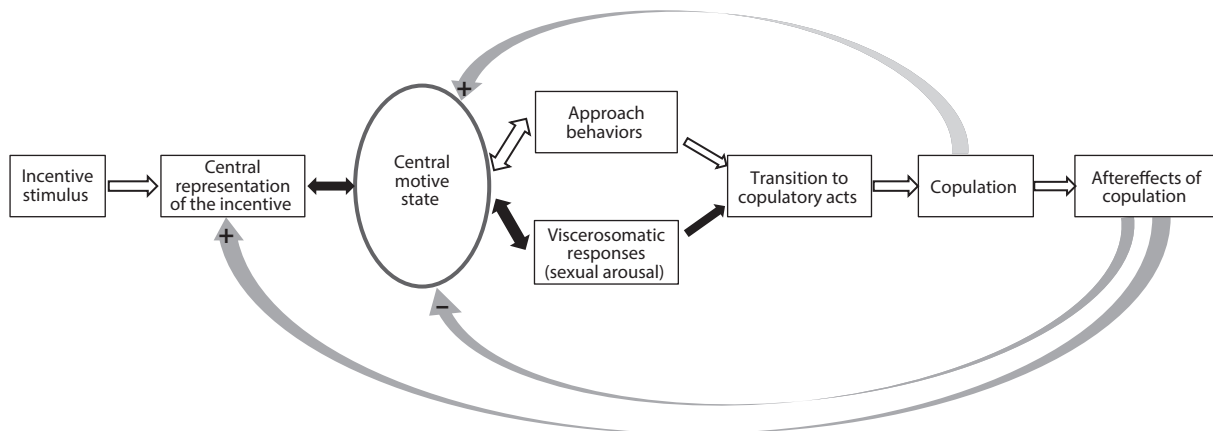 +
Approach
behaviors
Incentive
stimulus
Central
representation
of the incentive
Central
motive
state
Transition to
copulatory acts
Copulation
Aftereffects of
copulation
+
Viscerosomatic
responses
(sexual arousal)
−